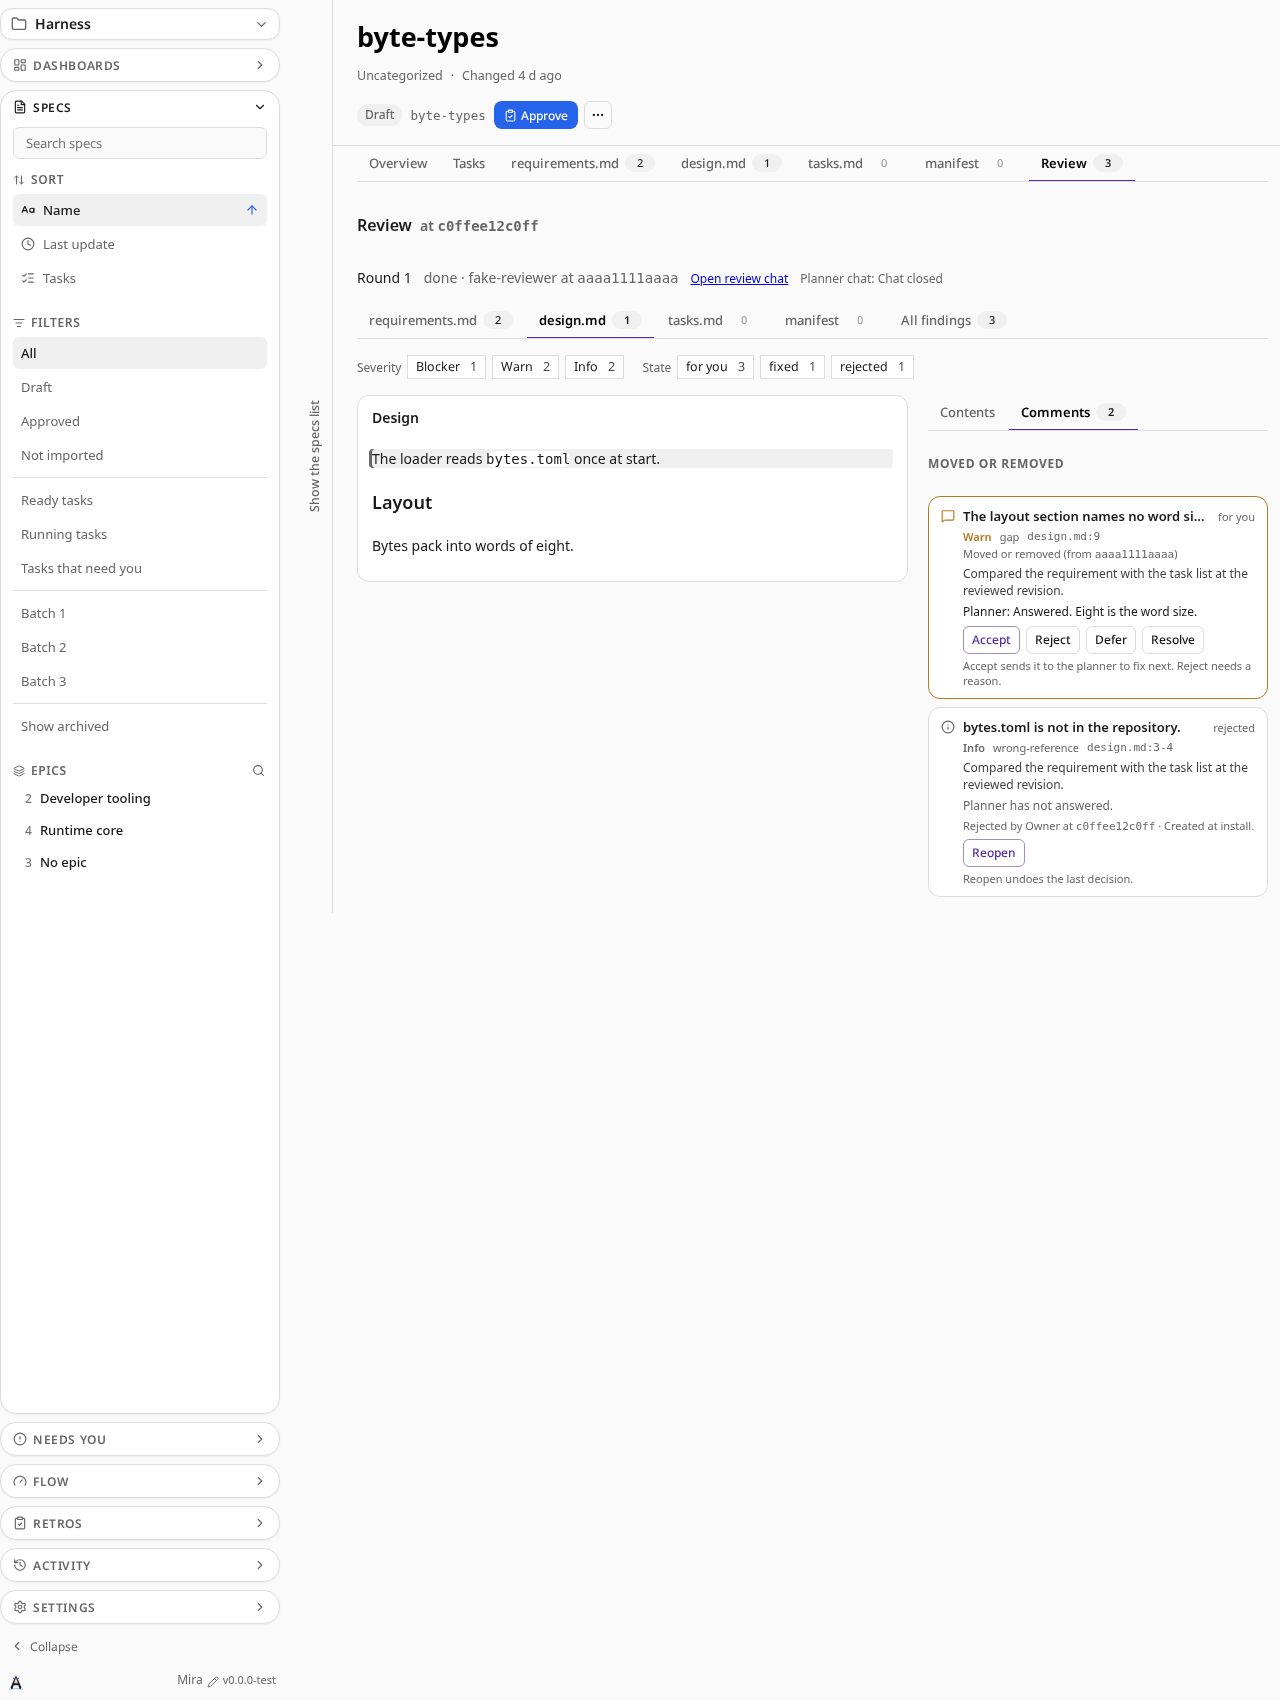 Harness
DASHBOARDS
SPECS
Search specs
SORT
Aa Name
Last update
Tasks
FILTERS
All
Draft
Approved
Not imported
Ready tasks
Running tasks
Tasks that need you
Batch 1
Batch 2
Batch 3
Show archived
EPICS
2 Developer tooling
4 Runtime core
3 No epic
NEEDS YOU
FLOW
RETROS
ACTIVITY
SETTINGS
Collapse
A
Mira v0.0.0-test
Show the specs list
byte-types
Uncategorized · Changed 4 d ago
Draft byte-types Approve
Overview Tasks requirements.md 2 design.md 1 tasks.md 0 manifest 0 Review 3
Review at c0ffee12c0ff
Round 1 done · fake-reviewer at aaaa1111aaaa Open review chat Planner chat: Chat closed
requirements.md 2 design.md 1 tasks.md 0 manifest 0 All findings 3
Severity Blocker 1 Warn 2 Info 2 State for you 3 fixed 1 rejected 1
Design
The loader reads bytes.toml once at start.
Layout
Bytes pack into words of eight.
Contents Comments 2
MOVED OR REMOVED
The layout section names no word si... for you
Warn gap design.md:9
Moved or removed (from aaaa1111aaaa)
Compared the requirement with the task list at the
reviewed revision.
Planner: Answered. Eight is the word size.
Accept Reject Defer Resolve
Accept sends it to the planner to fix next. Reject needs a
reason.
bytes.toml is not in the repository. rejected
Info wrong-reference design.md:3-4
Compared the requirement with the task list at the
reviewed revision.
Planner has not answered.
Rejected by Owner at c0ffee12c0ff · Created at install.
Reopen
Reopen undoes the last decision.